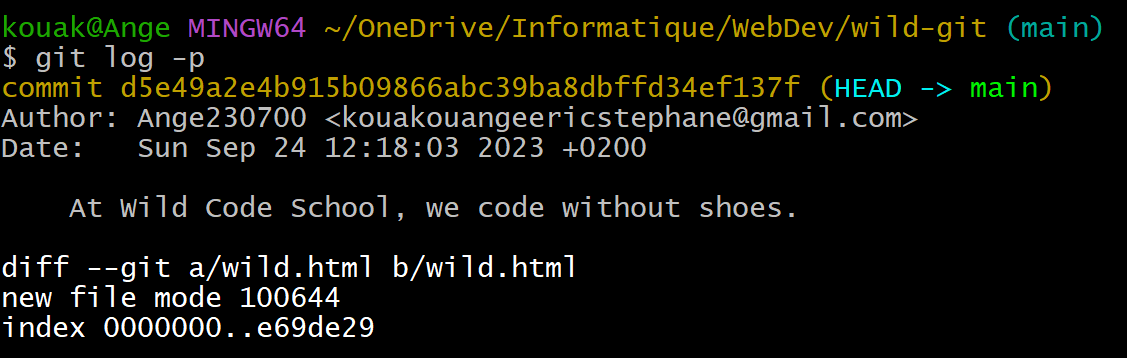 kouak@Ange MINGW64 ~/OneDrive/Informatique/WebDev/wild-git (main)
$ git log -p
commit d5e49a2e4b915b09866abc39ba8dbffd34ef137f (HEAD -> main)
Author: Ange230700 <kouakouangeericstephane@gmail.com>
Date:   Sun Sep 24 12:18:03 2023 +0200
    At Wild Code School, we code without shoes.
diff --git a/wild.html b/wild.html
new file mode 100644
index 0000000..e69de29